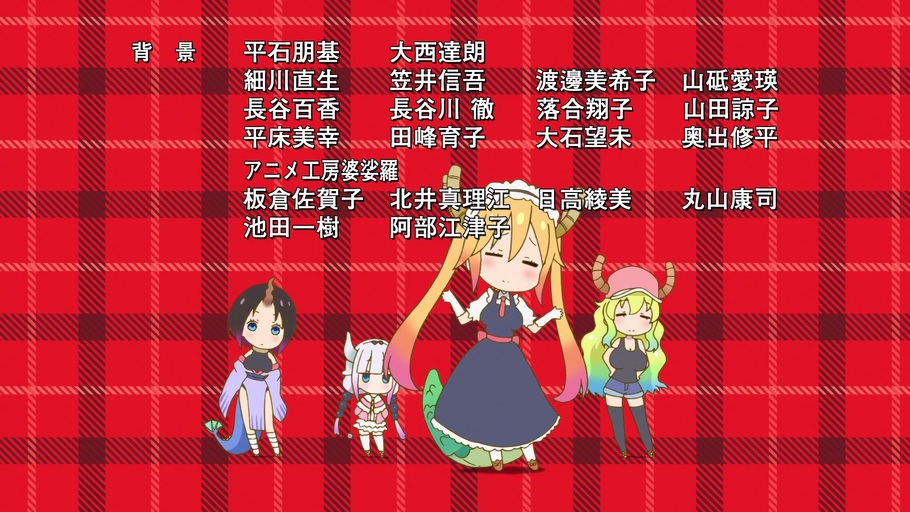 背　景　平石朋基　大西達朗
細川直生　笠井信吾　渡邊美希子　山砥愛瑛
長谷百香　長谷川 徹　落合翔子　山田諒子
平床美幸　田峰育子　大石望未　奥出修平
アニメ工房婆娑羅
板倉佐賀子　北井真理江　日高綾美　丸山康司
池田一樹　阿部江津子